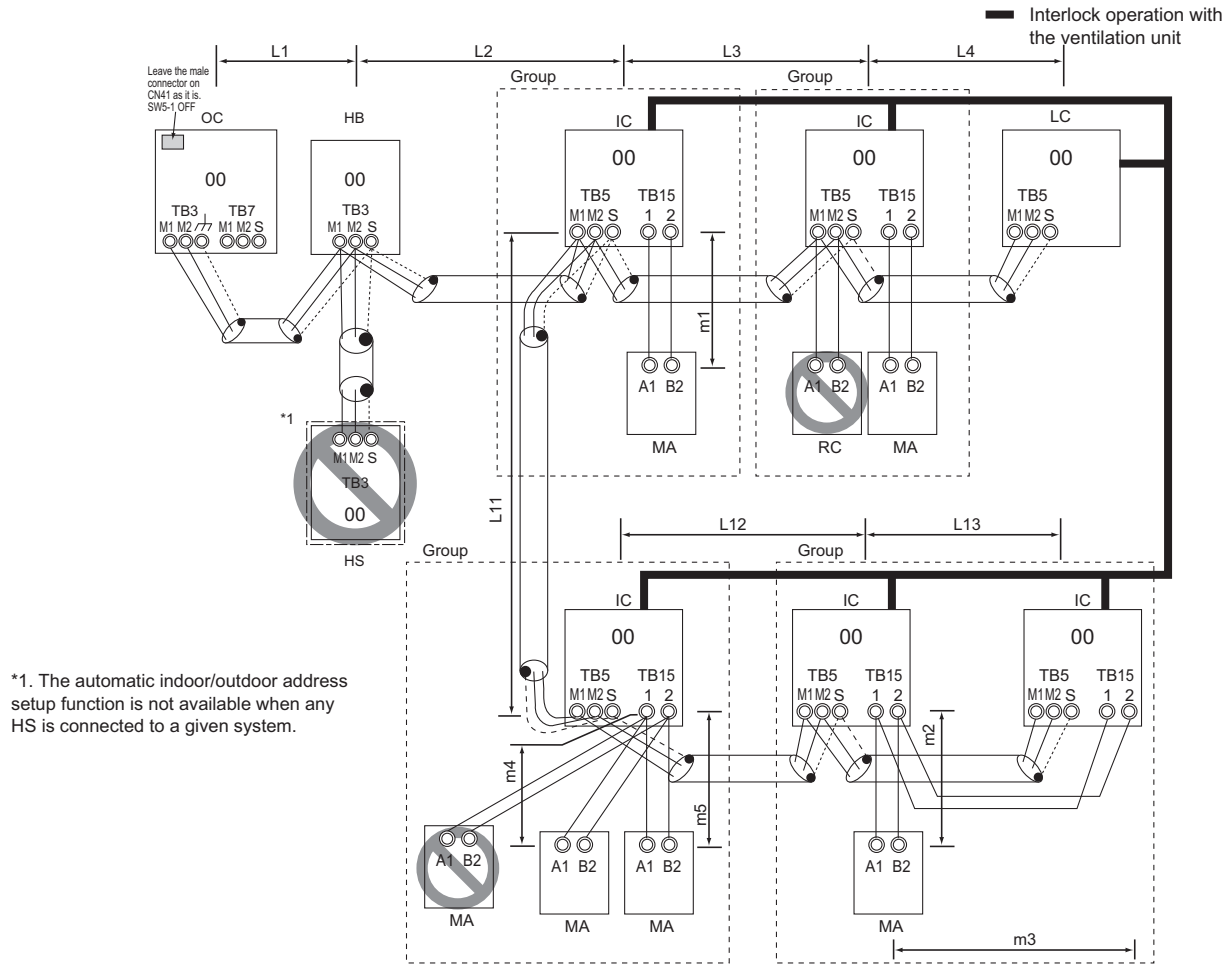 Interlock operation with
the ventilation unit
L1
L2
L3
L4
Leave the male
connector on
CN41 as it is.
SW5-1 OFF
Group
Group
OC
HB
IC
IC
LC
00
00
00
00
00
TB3
TB7
TB3
TB5
TB15
TB5
TB15
TB5
M1 M2
M1 M2 S
M1 M2 S
M1 M2 S
1
2
M1 M2 S
1
2
M1 M2 S
m1
A1 B2
A1 B2
A1 B2
MA
RC
MA
*1
M1 M2 S
TB3
00
HS
L11
L12
L13
Group
Group
IC
IC
IC
00
00
00
TB5
TB15
TB5
TB15
TB5
TB15
M1 M2 S
1
2
M1 M2 S
1
2
M1 M2 S
1
2
*1. The automatic indoor/outdoor address
setup function is not available when any
HS is connected to a given system.
m4
m5
m2
A1 B2
A1 B2
A1 B2
A1 B2
MA
MA
MA
MA
m3